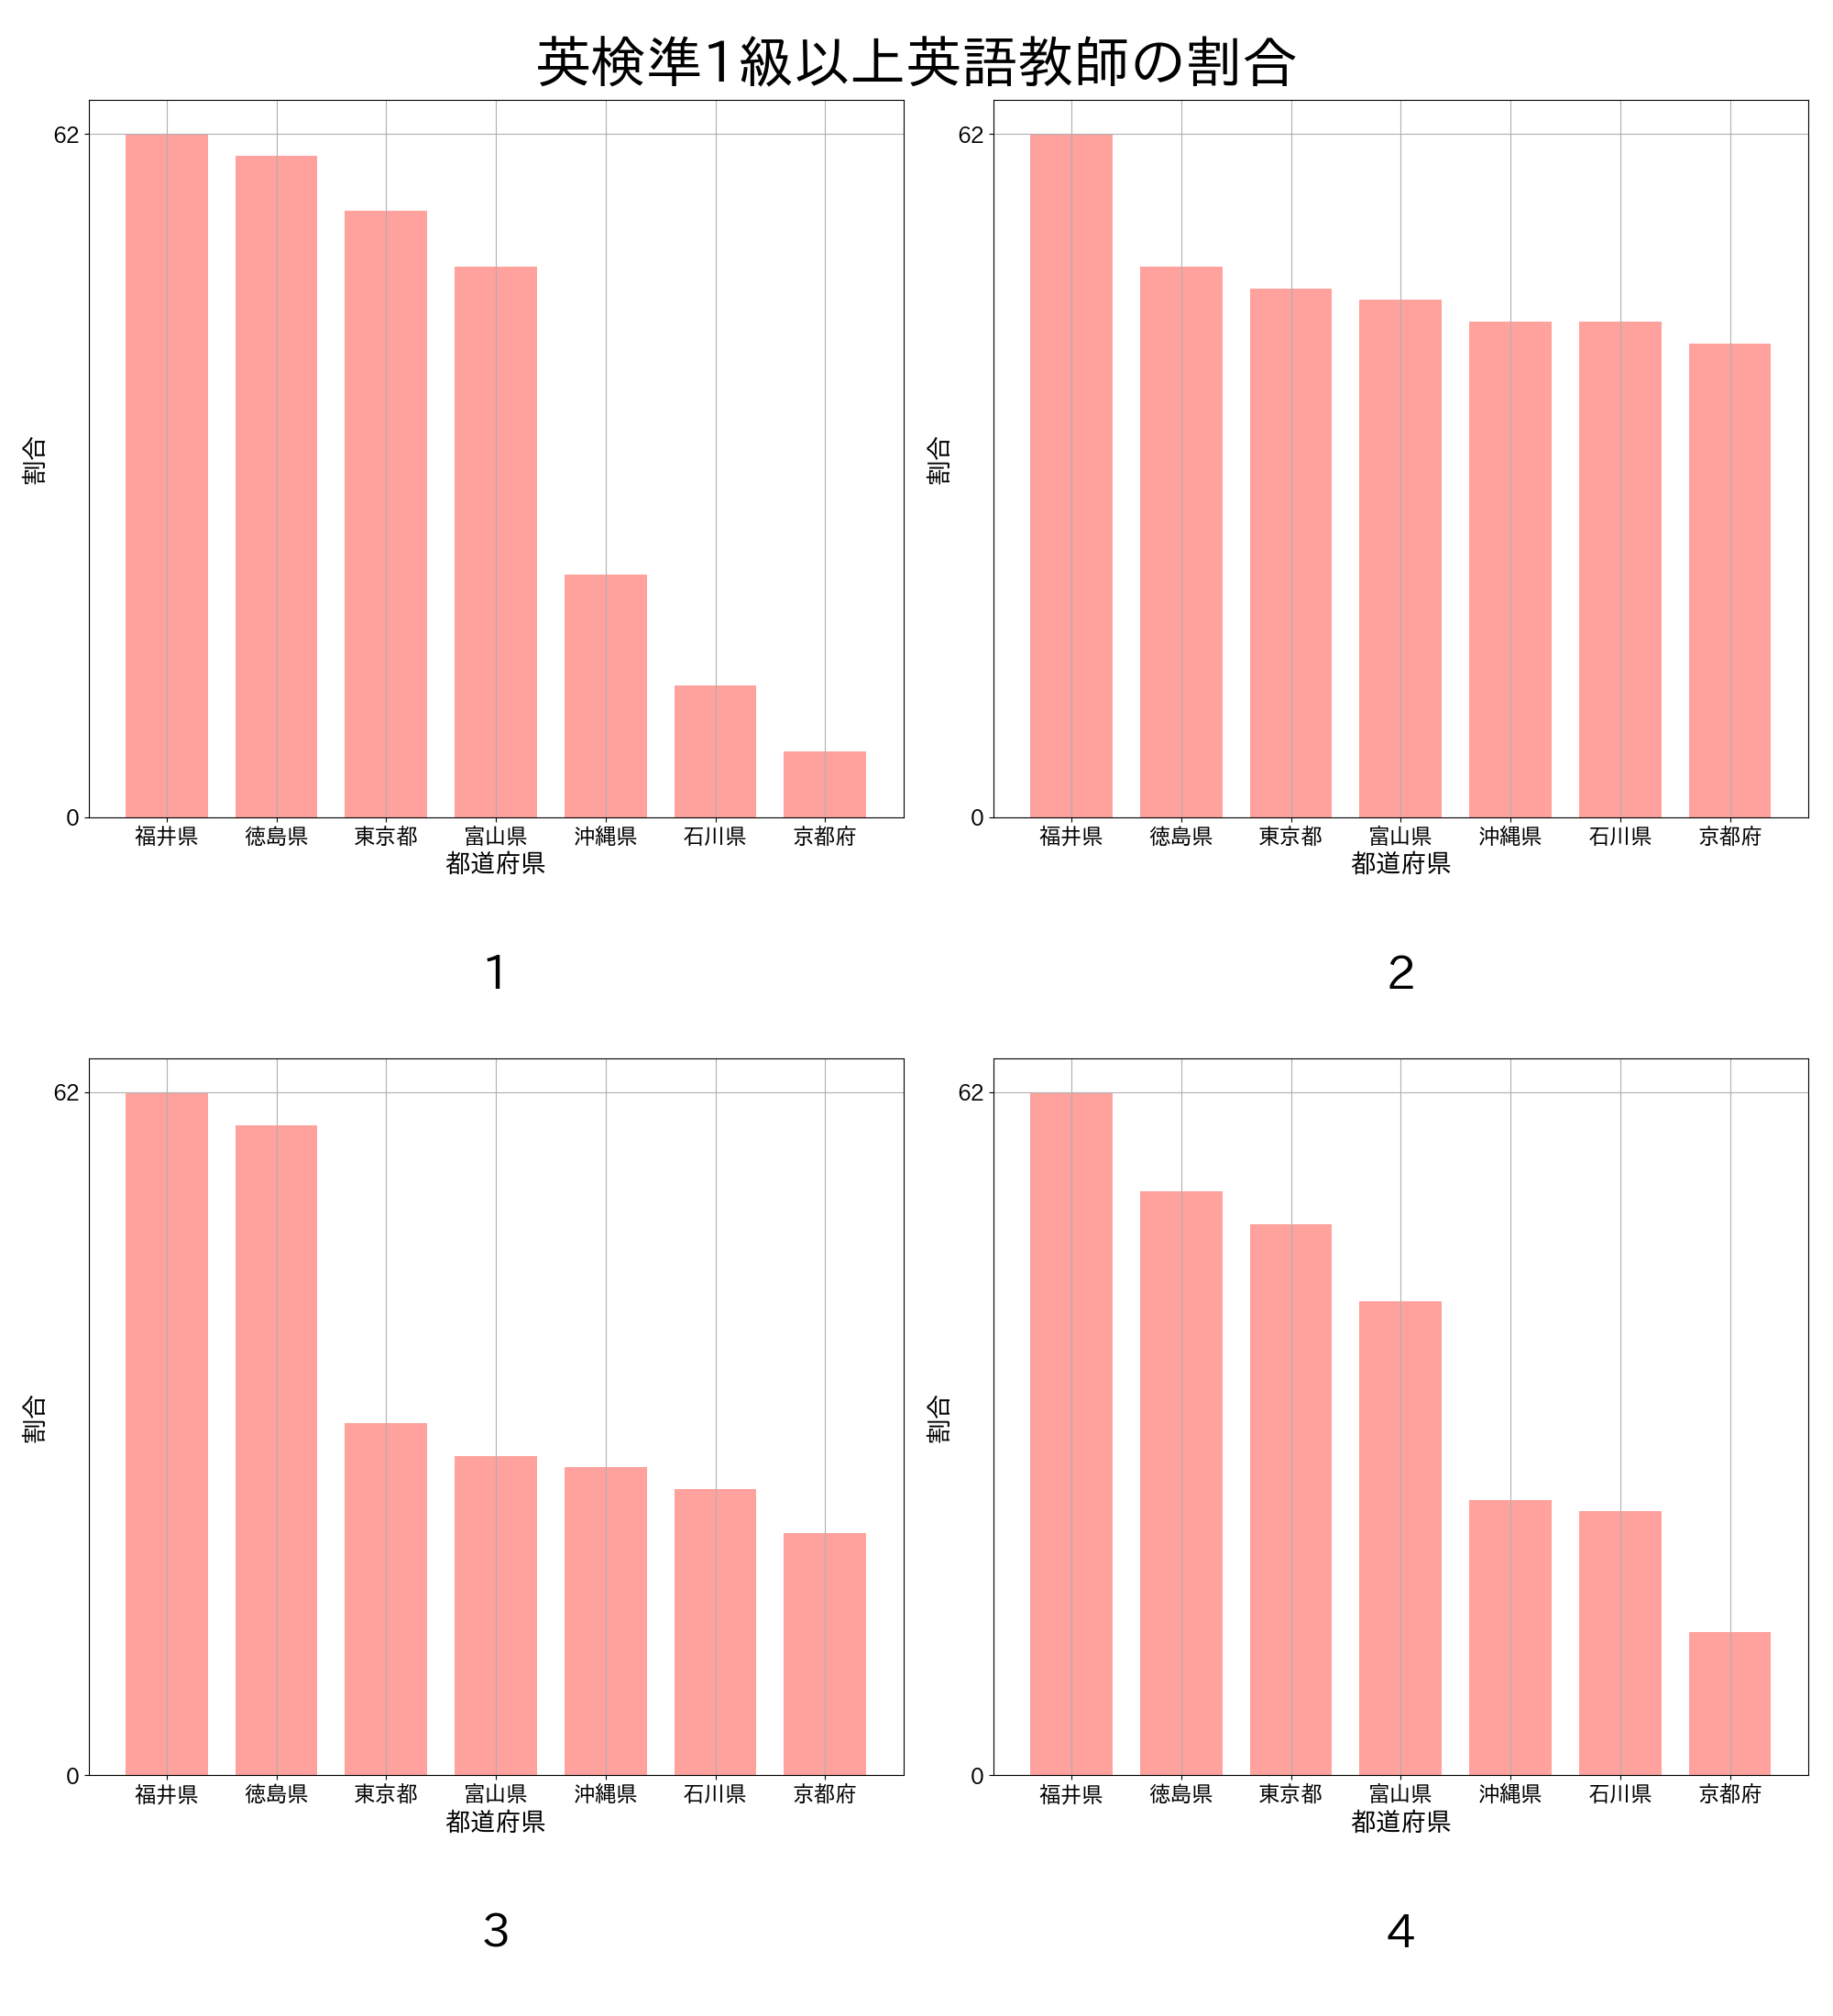 英検準1級以上英語教師の割合
62
0
割合
福井県 徳島県 東京都 富山県 沖縄県 石川県 京都府
都道府県
1
62
0
割合
福井県 徳島県 東京都 富山県 沖縄県 石川県 京都府
都道府県
2
62
0
割合
福井県 徳島県 東京都 富山県 沖縄県 石川県 京都府
都道府県
3
62
0
割合
福井県 徳島県 東京都 富山県 沖縄県 石川県 京都府
都道府県
4